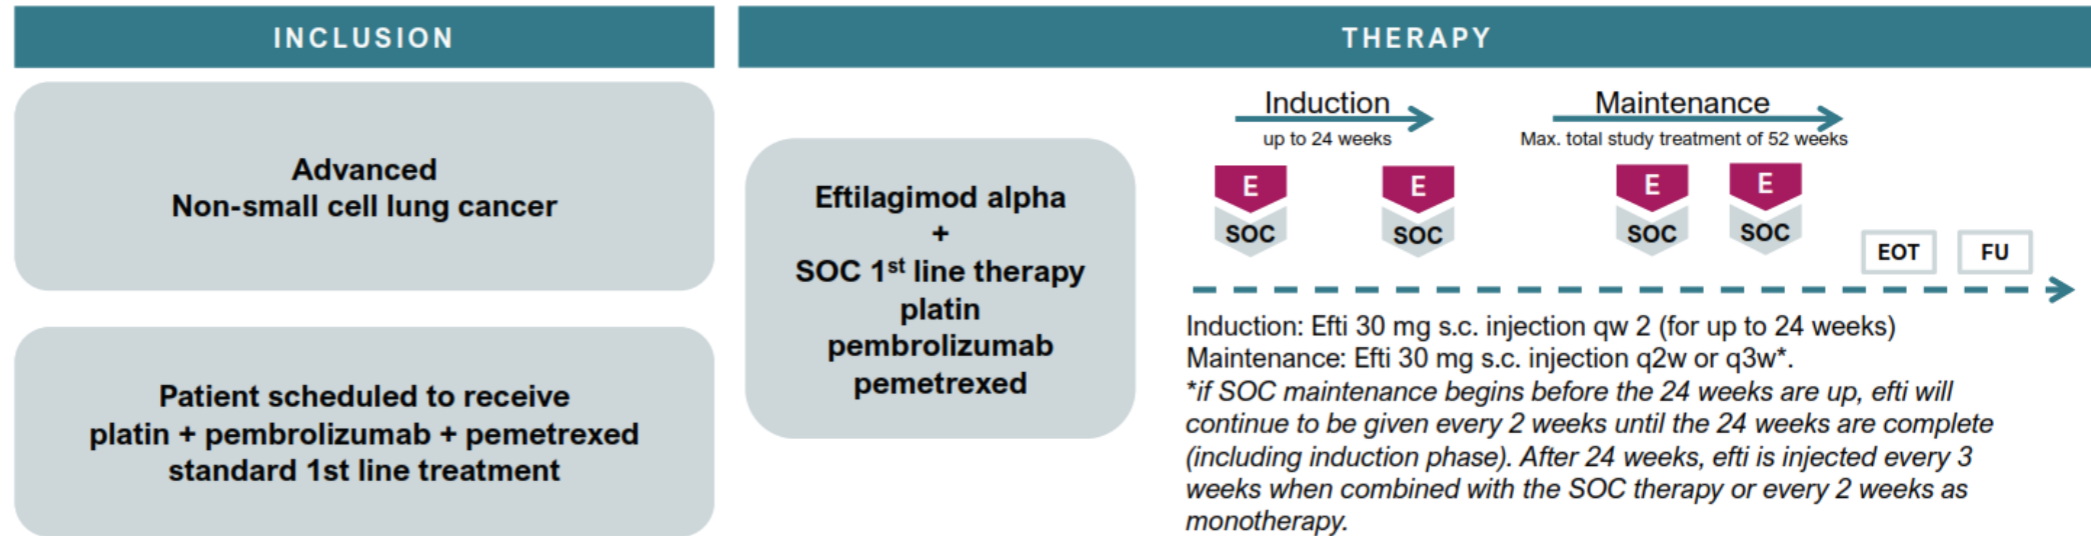 INCLUSION
Advanced
Non-small cell lung cancer
Patient scheduled to receive
platin + pembrolizumab + pemetrexed
standard 1st line treatment
THERAPY
Eftilagimod alpha
+
SOC 1st line therapy
platin
pembrolizumab
pemetrexed
Induction
up to 24 weeks
Maintenance
Max. total study treatment of 52 weeks
E
SOC
E
SOC
E
SOC
E
SOC
EOT
FU
Induction: Efti 30 mg s.c. injection qw 2 (for up to 24 weeks)
Maintenance: Efti 30 mg s.c. injection q2w or q3w*.
*if SOC maintenance begins before the 24 weeks are up, efti will
continue to be given every 2 weeks until the 24 weeks are complete
(including induction phase). After 24 weeks, efti is injected every 3
weeks when combined with the SOC therapy or every 2 weeks as
monotherapy.